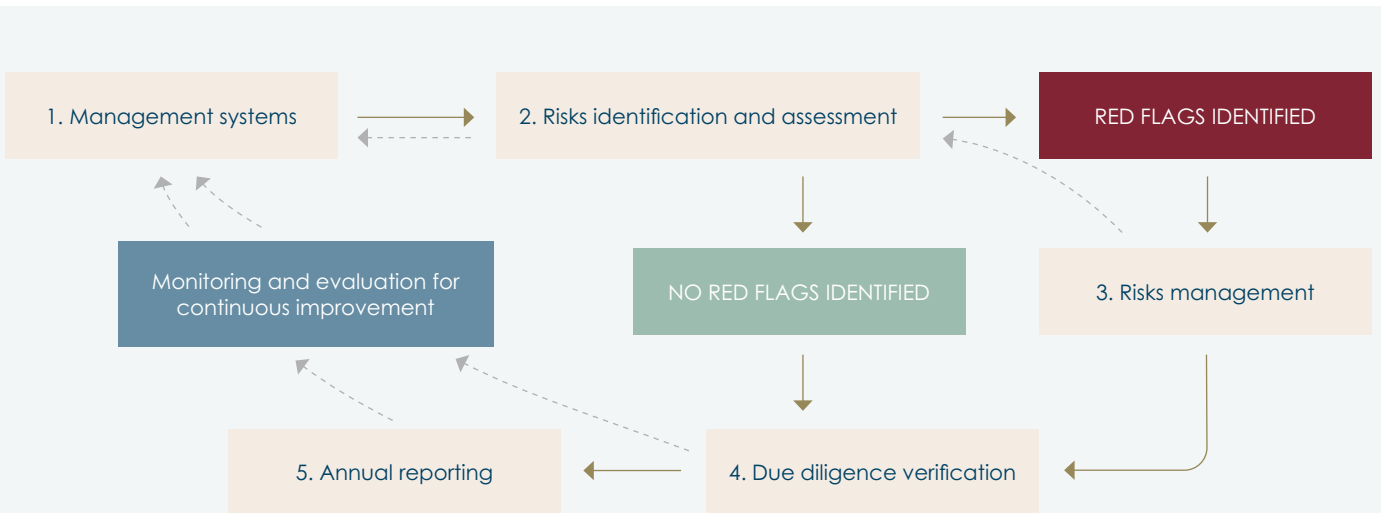 1. Management systems
2. Risks identification and assessment
RED FLAGS IDENTIFIED
Monitoring and evaluation for
continuous improvement
NO RED FLAGS IDENTIFIED
3. Risks management
5. Annual reporting
4. Due diligence verification